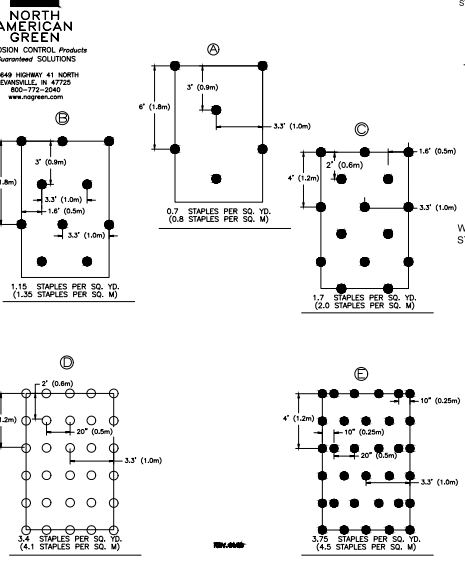 NORTH
AMERICAN
GREEN
OSION CONTROL Products
Guaranteed SOLUTIONS
649 HIGHWAY 41 NORTH
EVANSVILLE, IN 47725
800-772-2040
www.nagreen.com
A
3' (0.9m)
6' (1.8m)
3.3' (1.0m)
0.7 STAPLES PER SQ. YD.
(0.8 STAPLES PER SQ. M)
B
3' (0.9m)
1.8m)
3.3' (1.0m)
1.6' (0.5m)
3.3' (1.0m)
1.15 STAPLES PER SQ. YD.
(1.35 STAPLES PER SQ. M)
C
1.6' (0.5m)
2' (0.6m)
4' (1.2m)
3.3' (1.0m)
1.7 STAPLES PER SQ. YD.
(2.0 STAPLES PER SQ. M)
D
2' (0.6m)
1.2m)
20" (0.5m)
3.3' (1.0m)
3.4 STAPLES PER SQ. YD.
(4.1 STAPLES PER SQ. M)
E
10" (0.25m)
4' (1.2m)
10" (0.25m)
20" (0.5m)
3.3' (1.0m)
3.75 STAPLES PER SQ. YD.
(4.5 STAPLES PER SQ. M)